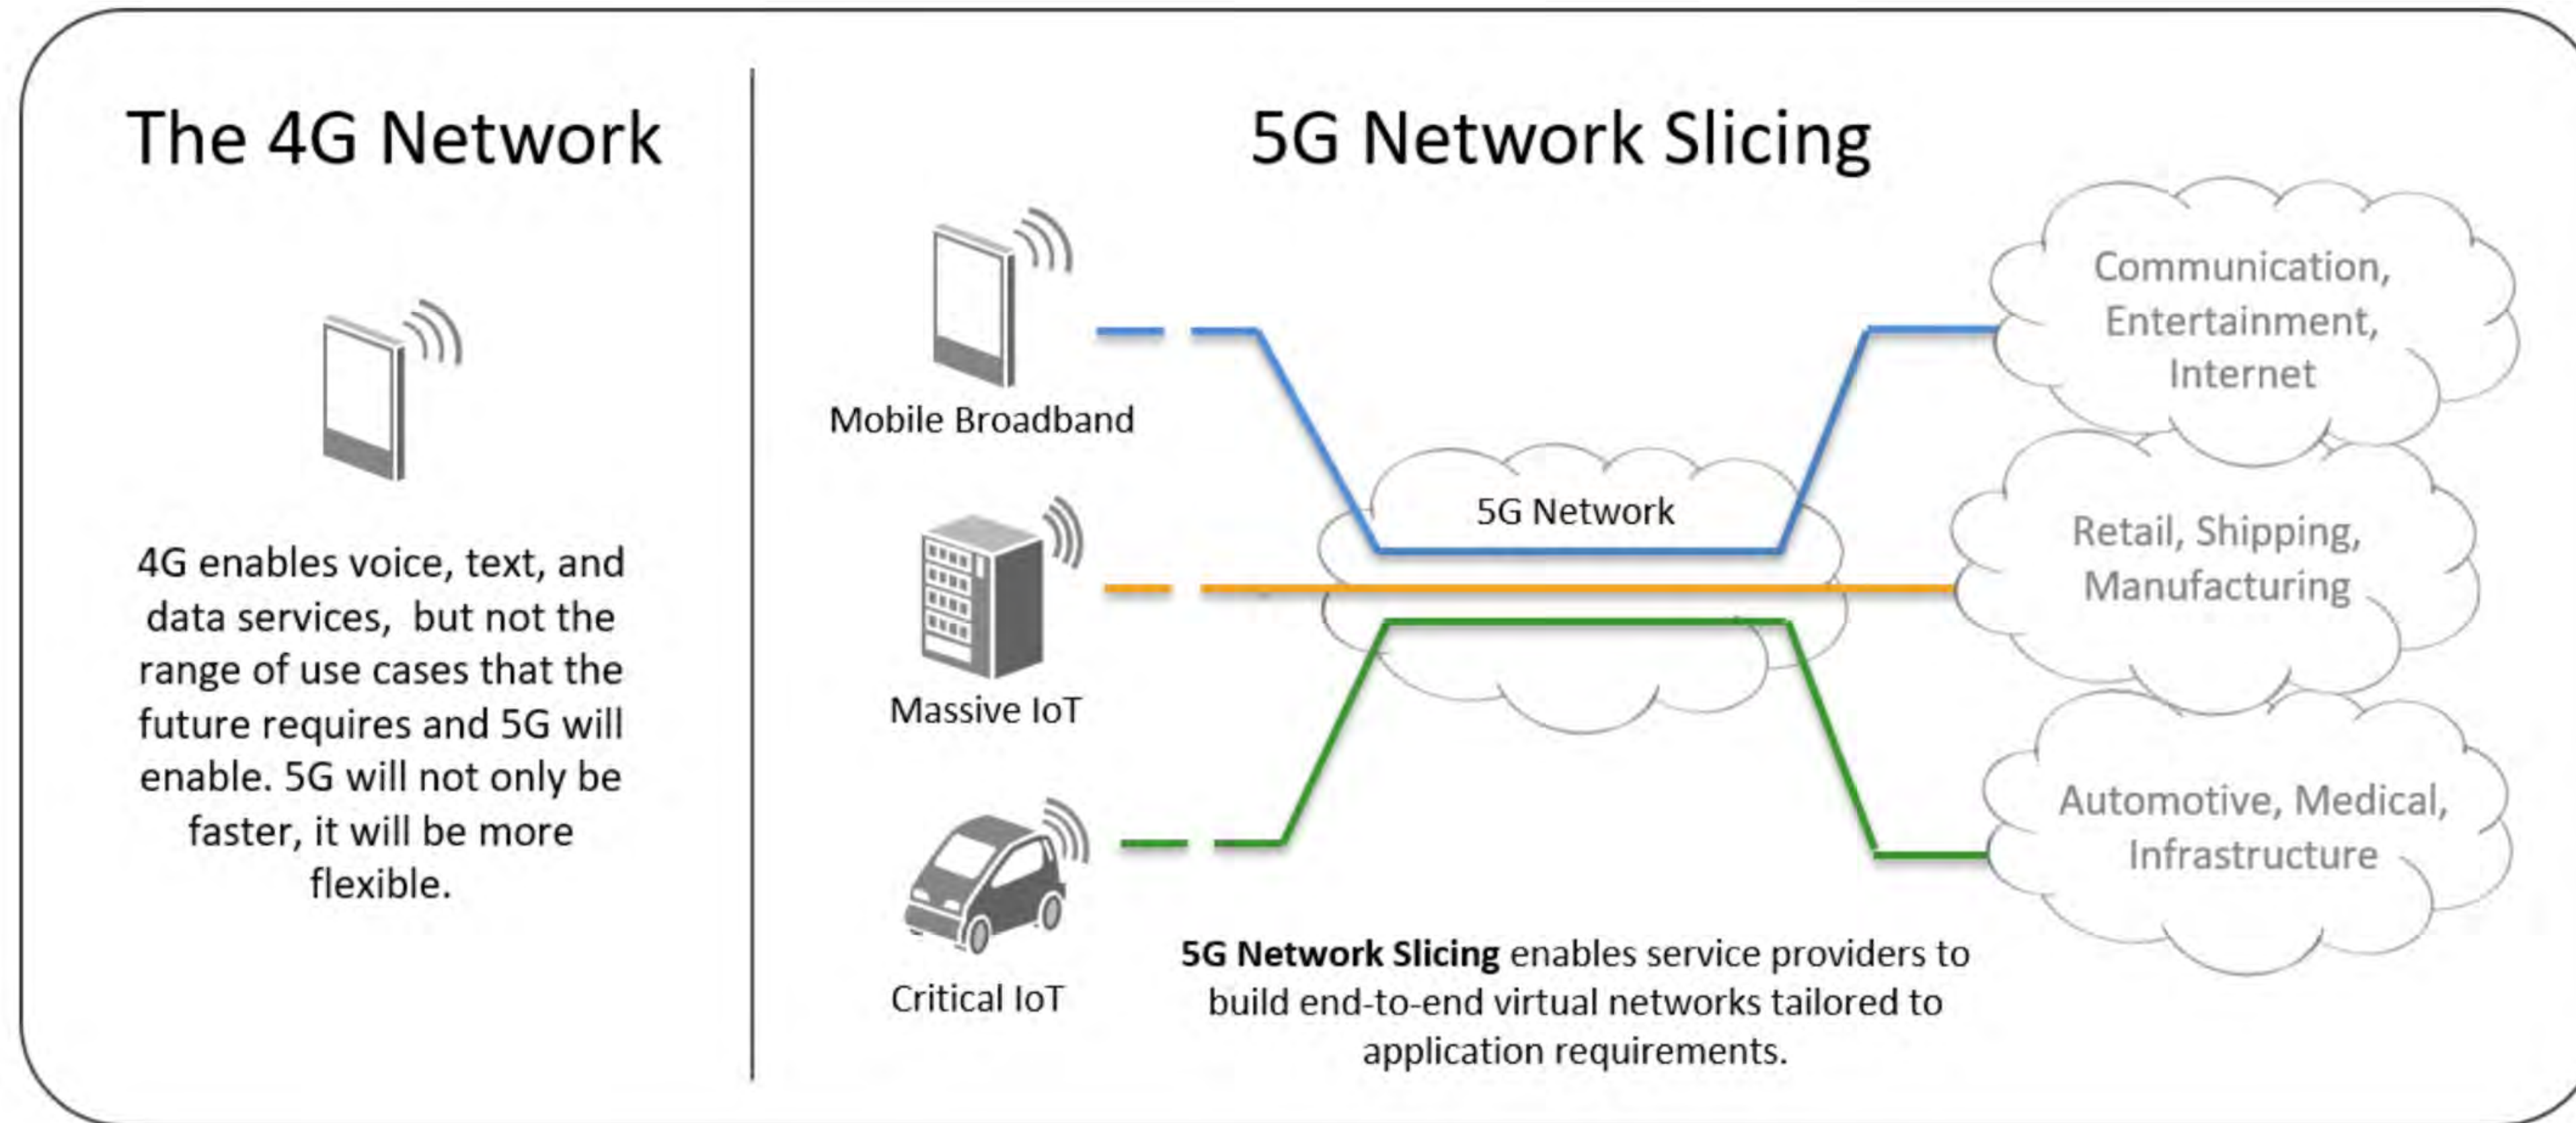 The 4G Network
4G enables voice, text, and
data services, but not the
range of use cases that the
future requires and 5G will
enable. 5G will not only be
faster, it will be more
flexible.
5G Network Slicing
Mobile Broadband
Massive IoT
Critical IoT
5G Network
Communication,
Entertainment,
Internet
Retail, Shipping,
Manufacturing
Automotive, Medical,
Infrastructure
5G Network Slicing enables service providers to
build end-to-end virtual networks tailored to
application requirements.